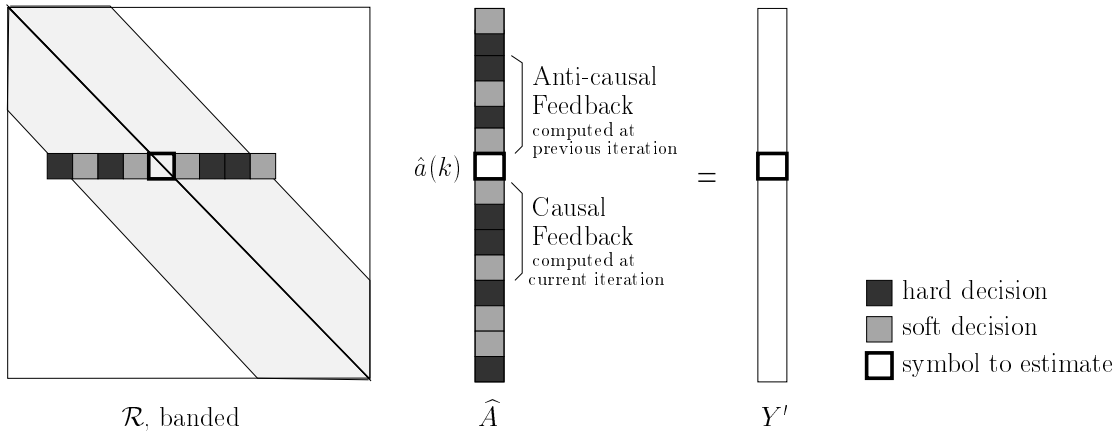 Anti-causal
Feedback
computed at
previous iteration
â(k)
=
Causal
Feedback
computed at
current iteration
hard decision
soft decision
symbol to estimate
ℛ, banded
Â
Y′